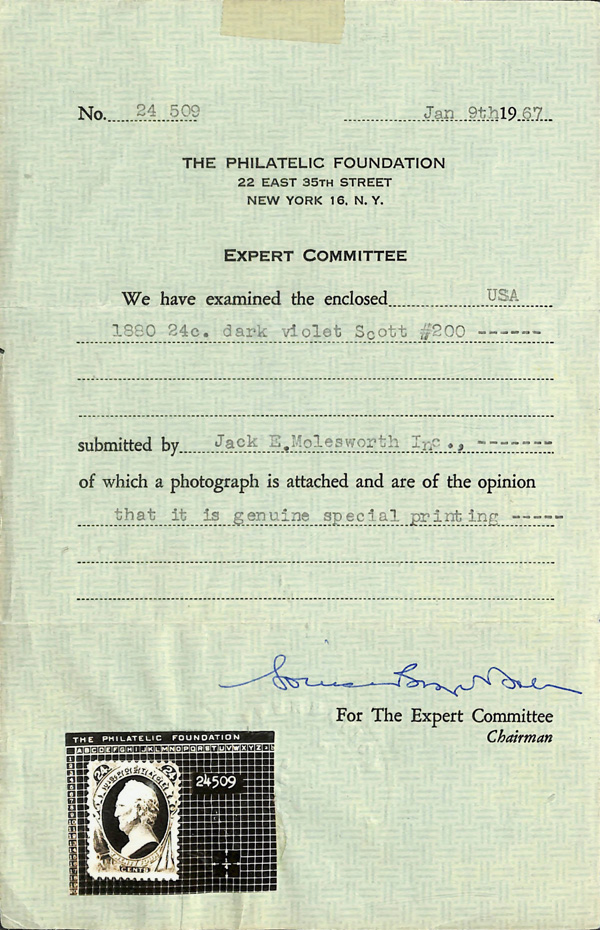 No. 24 509 Jan 9th 1967
THE PHILATELIC FOUNDATION
22 EAST 35TH STREET
NEW YORK 16, N. Y.
EXPERT COMMITTEE
We have examined the enclosed USA
1880 24c. dark violet Scott #200 ------
submitted by Jack E.Molesworth Inc., -------
of which a photograph is attached and are of the opinion
that it is genuine special printing -----
For The Expert Committee
Chairman
THE PHILATELIC FOUNDATION
ABCDEFGHIJKLMNOPQRSTUVWXYZ
24509
24
CENTS